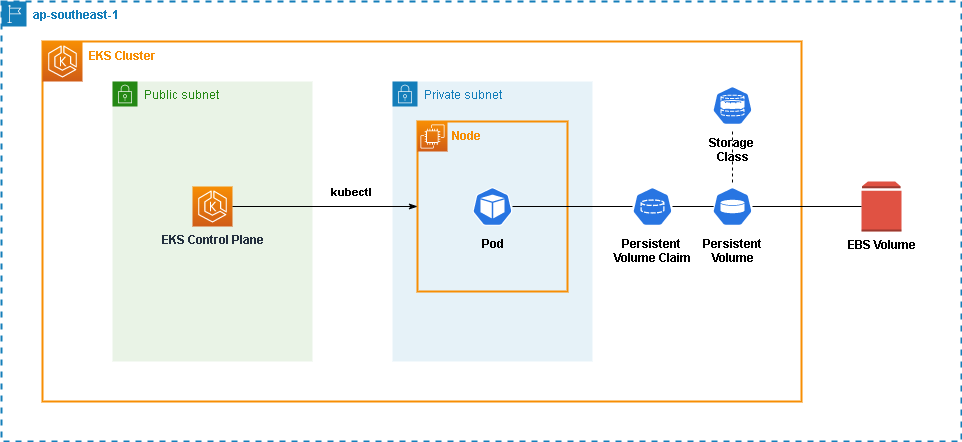 ap-southeast-1
EKS Cluster
Public subnet
Private subnet
Node
Storage
Class
kubectl
EKS Control Plane
Pod
Persistent
Volume Claim
Persistent
Volume
EBS Volume